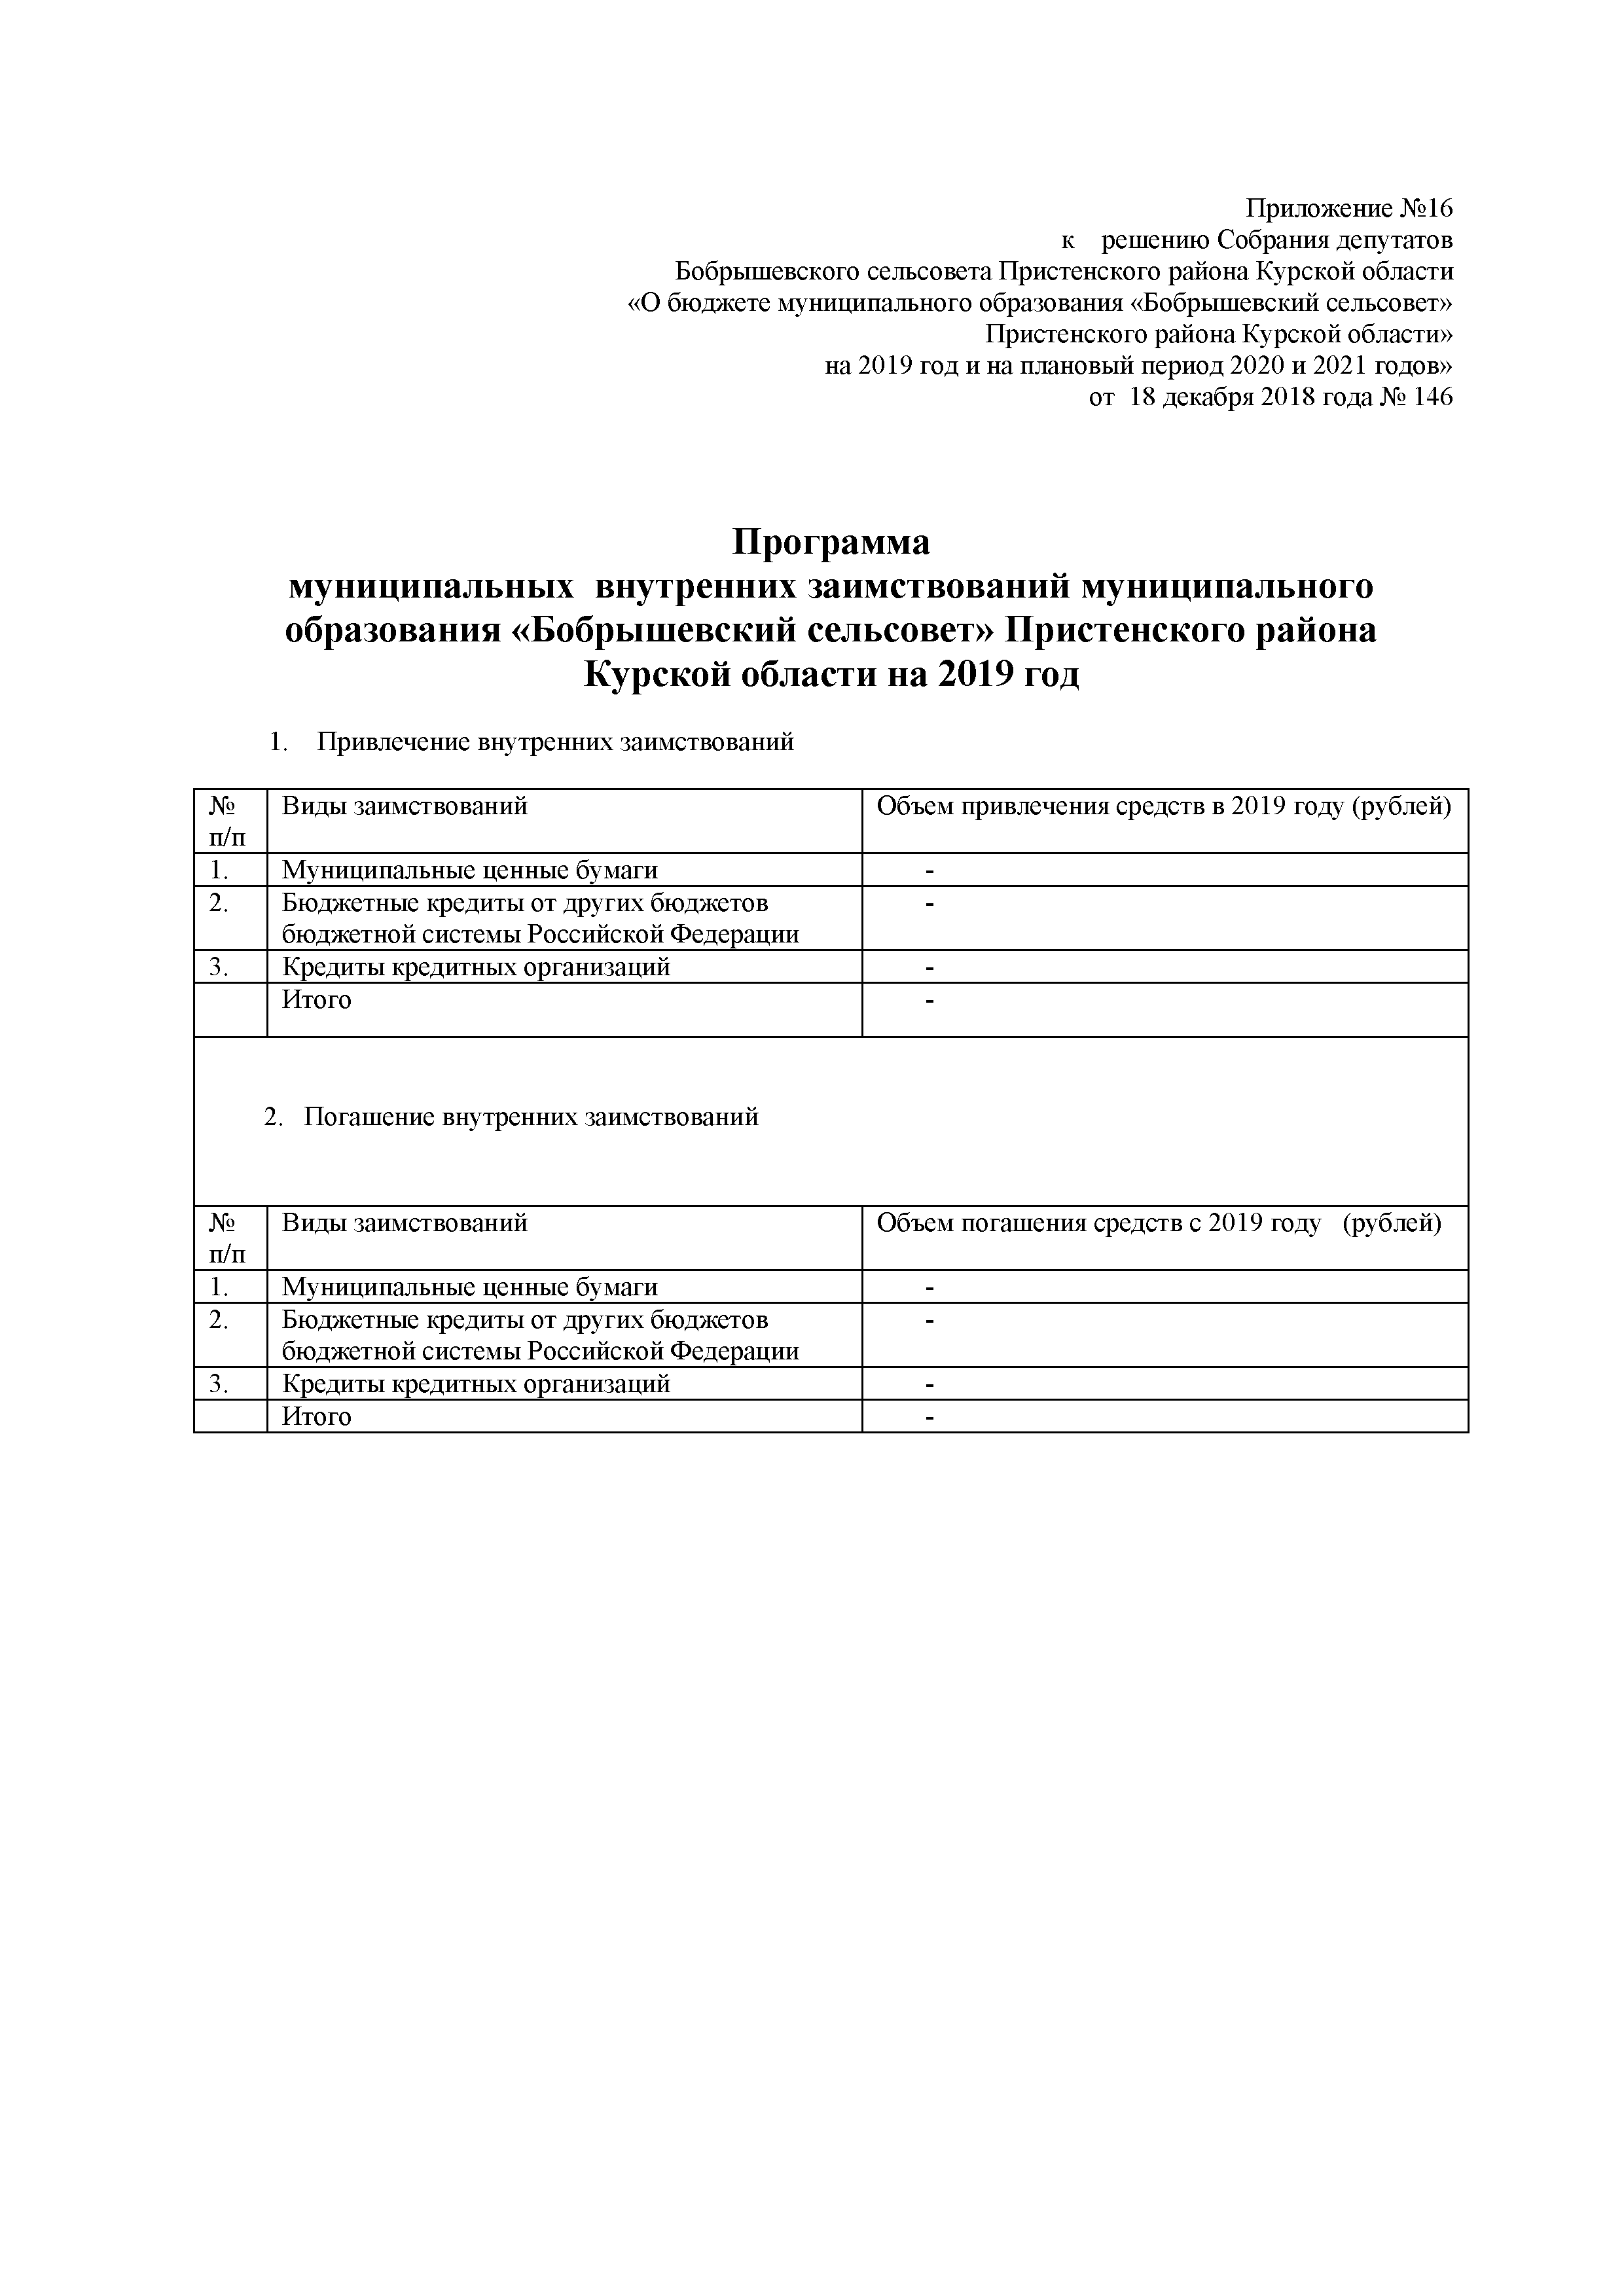 Приложение №16
к    решению Собрания депутатов
Бобрышевского сельсовета Пристенского района Курской области
«О бюджете муниципального образования «Бобрышевский сельсовет»
Пристенского района Курской области»
на 2019 год и на плановый период 2020 и 2021 годов»
от  18 декабря 2018 года № 146
Программа
муниципальных  внутренних заимствований муниципального
образования «Бобрышевский сельсовет» Пристенского района
Курской области на 2019 год
1.    Привлечение внутренних заимствований
№ Виды заимствований Объем привлечения средств в 2019 году (рублей)
п/п
1. Муниципальные ценные бумаги -
2. Бюджетные кредиты от других бюджетов -
бюджетной системы Российской Федерации
3. Кредиты кредитных организаций -
Итого -
2.   Погашение внутренних заимствований
№ Виды заимствований Объем погашения средств с 2019 году   (рублей)
п/п
1. Муниципальные ценные бумаги -
2. Бюджетные кредиты от других бюджетов -
бюджетной системы Российской Федерации
3. Кредиты кредитных организаций -
Итого -